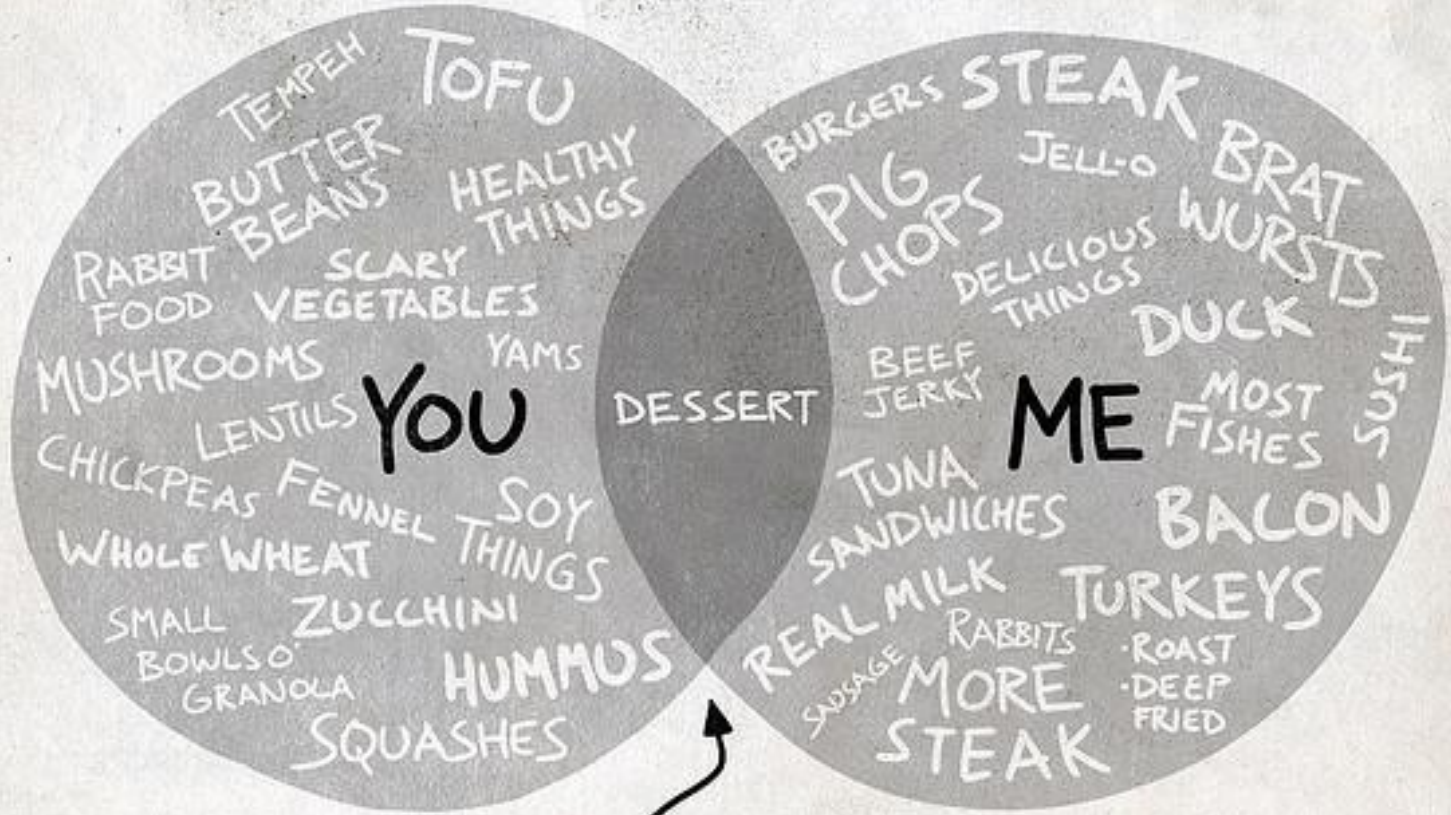 TEMPEH
TOFU
BUTTER
BEANS
HEALTHY
THINGS
RABBIT
FOOD
SCARY
VEGETABLES
MUSHROOMS
YAMS
LENTILS
YOU
CHICKPEAS
FENNEL
SOY
THINGS
WHOLE WHEAT
SMALL
BOWLS O'
GRANOLA
ZUCCHINI
HUMMUS
SQUASHES
DESSERT
BURGERS
STEAK
JELL-O
BRAT
WURSTS
PIG
CHOPS
DELICIOUS
THINGS
DUCK
SUSHI
BEEF
JERKY
ME
MOST
FISHES
TUNA
SANDWICHES
BACON
REAL MILK
TURKEYS
·ROAST
·DEEP
FRIED
RABBITS
SAUSAGE
MORE
STEAK